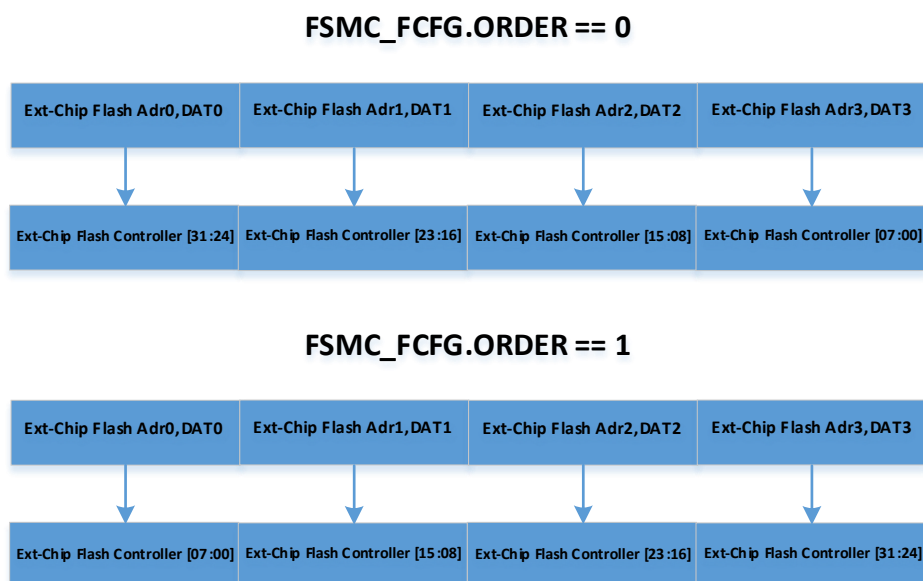 FSMC_FCFG.ORDER == 0
Ext-Chip Flash Adr0,DAT0 Ext-Chip Flash Adr1,DAT1 Ext-Chip Flash Adr2,DAT2 Ext-Chip Flash Adr3,DAT3
Ext-Chip Flash Controller [31:24] Ext-Chip Flash Controller [23:16] Ext-Chip Flash Controller [15:08] Ext-Chip Flash Controller [07:00]
FSMC_FCFG.ORDER == 1
Ext-Chip Flash Adr0,DAT0 Ext-Chip Flash Adr1,DAT1 Ext-Chip Flash Adr2,DAT2 Ext-Chip Flash Adr3,DAT3
Ext-Chip Flash Controller [07:00] Ext-Chip Flash Controller [15:08] Ext-Chip Flash Controller [23:16] Ext-Chip Flash Controller [31:24]